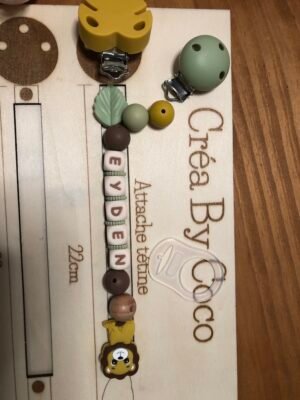 Créa By Coco
Attache tétine
EYDEN
22cm